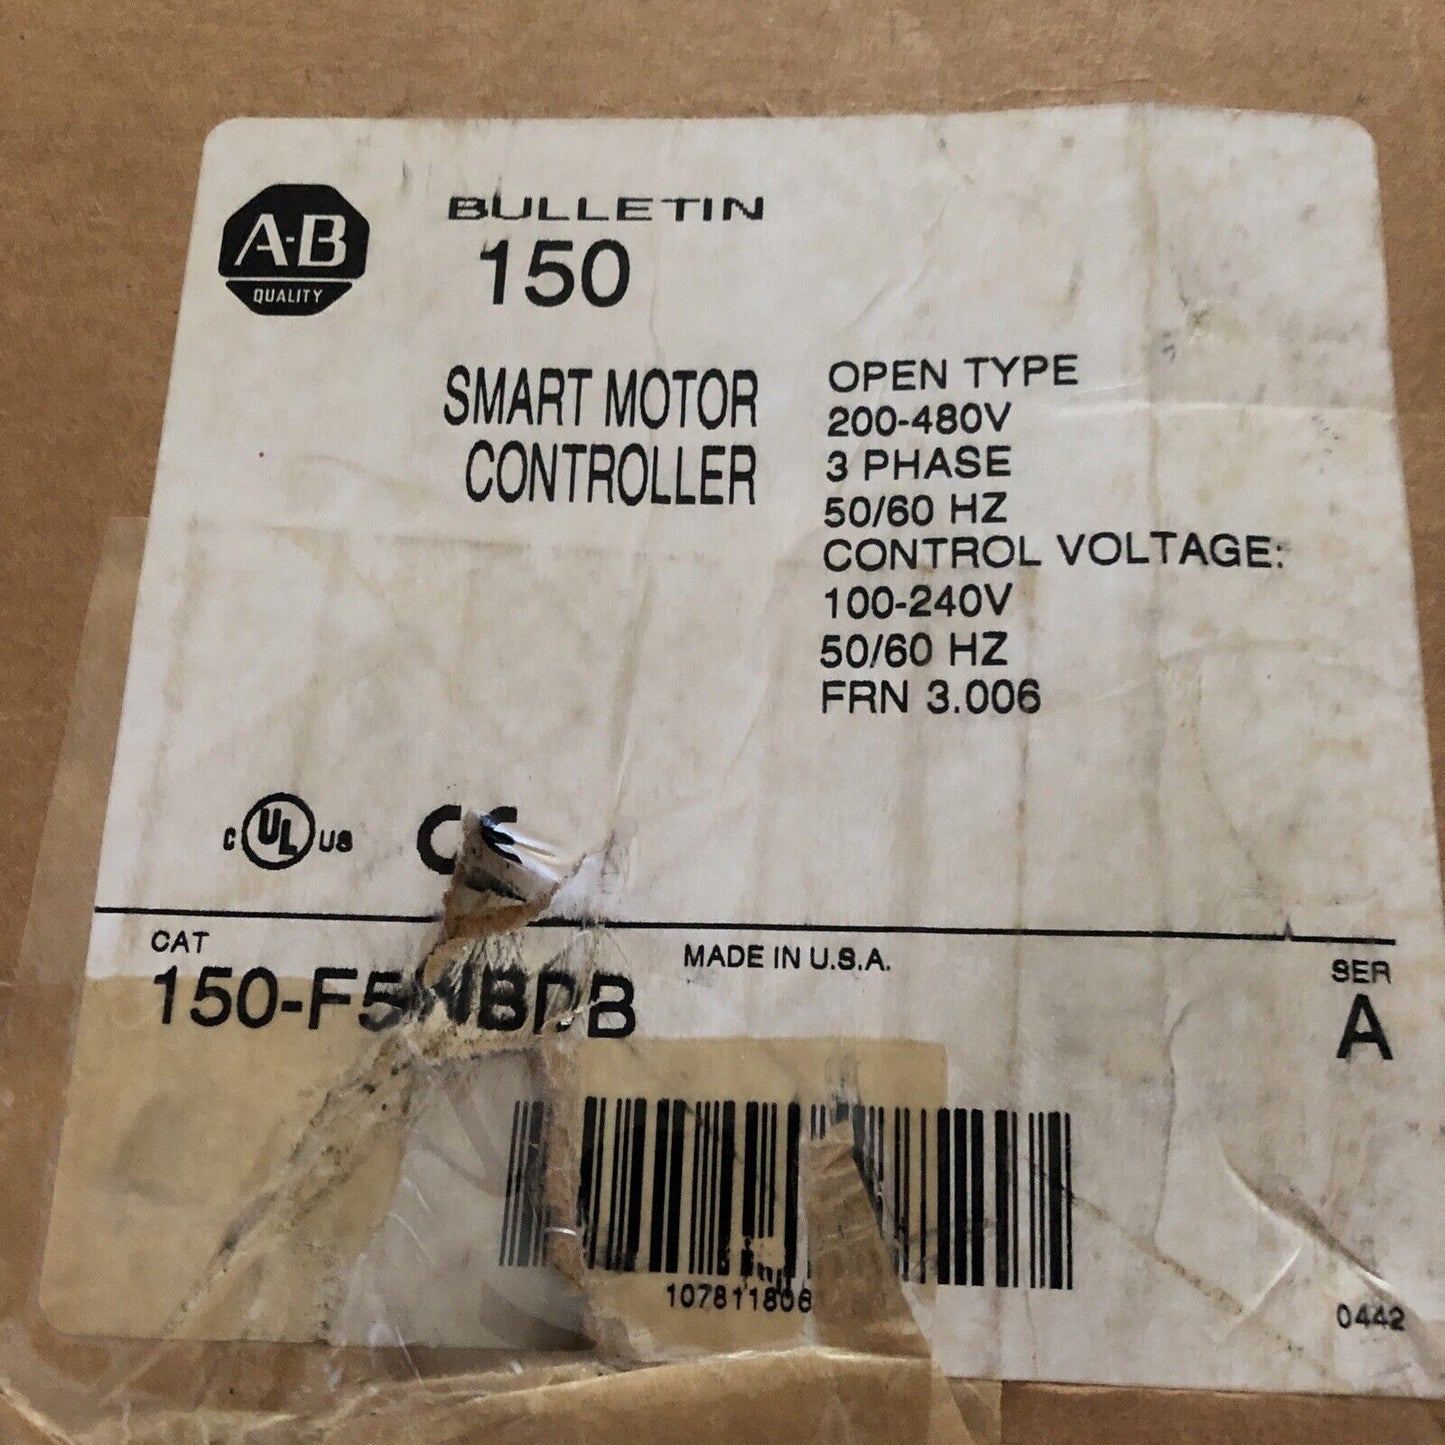 A-B
QUALITY
BULLETIN
150
SMART MOTOR
CONTROLLER
OPEN TYPE
200-480V
3 PHASE
50/60 HZ
CONTROL VOLTAGE:
100-240V
50/60 HZ
FRN 3.006
C UL US
CE
CAT
MADE IN U.S.A.
SER
A
0442